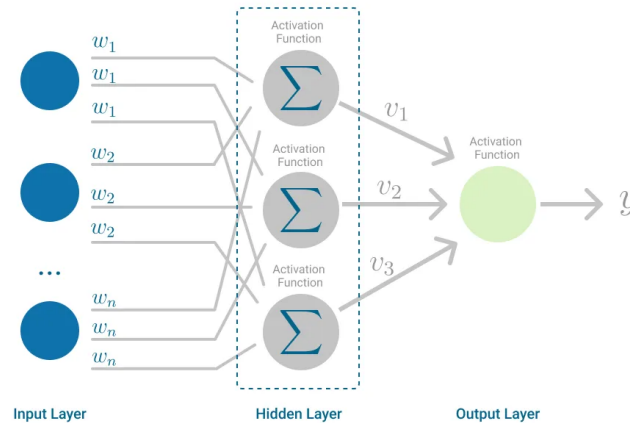 Activation
Function
w1
w1
w1
Σ
v1
Activation
Function
w2
w2
w2
Activation
Function
Σ
v2
y
...
Activation
Function
v3
wn
wn
wn
Σ
Input Layer
Hidden Layer
Output Layer